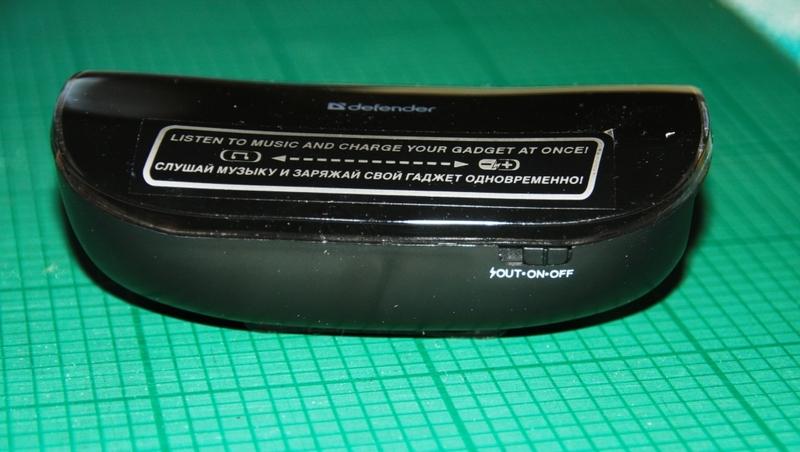 defender
LISTEN TO MUSIC AND CHARGE YOUR GADGET AT ONCE!
СЛУШАЙ МУЗЫКУ И ЗАРЯЖАЙ СВОЙ ГАДЖЕТ ОДНОВРЕМЕННО!
OUT•ON•OFF